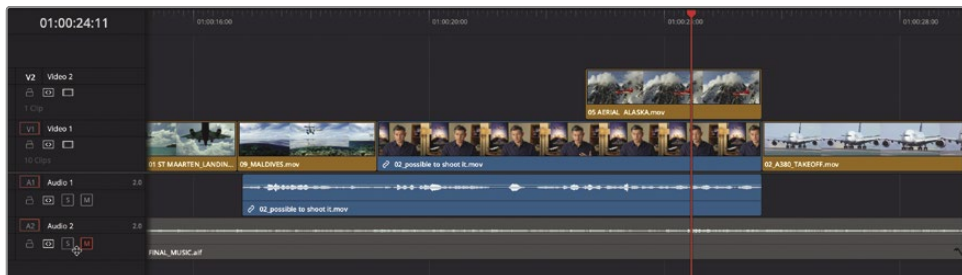 01:00:24:11
01:00:16:00
01:00:20:00
01:00:28:00
V2 Video 2
1 Clip
05 AERIAL_ALASKA.mov
V1 Video 1
10 Clips
01 ST MAARTEN_LANDIN...
09_MALDIVES.mov
02_possible to shoot it.mov
02_A380_TAKEOFF.mov
A1 Audio 1 2.0
S M
02_possible to shoot it.mov
A2 Audio 2 2.0
S M
FINAL_MUSIC.aif